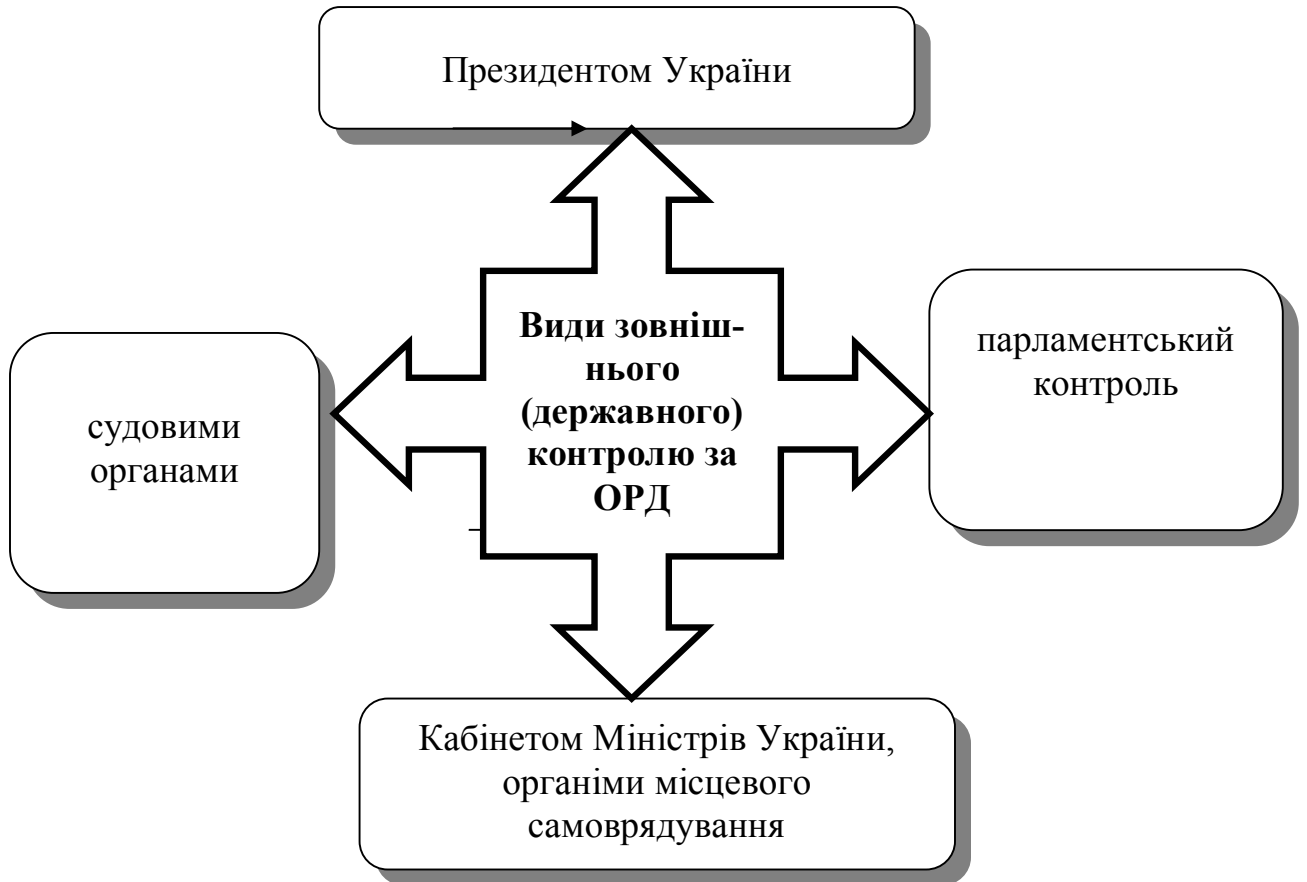 Президентом України
Види зовніш-
нього
(державного)
контролю за
ОРД
парламентський
контроль
судовими
органами
Кабінетом Міністрів України,
органіми місцевого
самоврядування